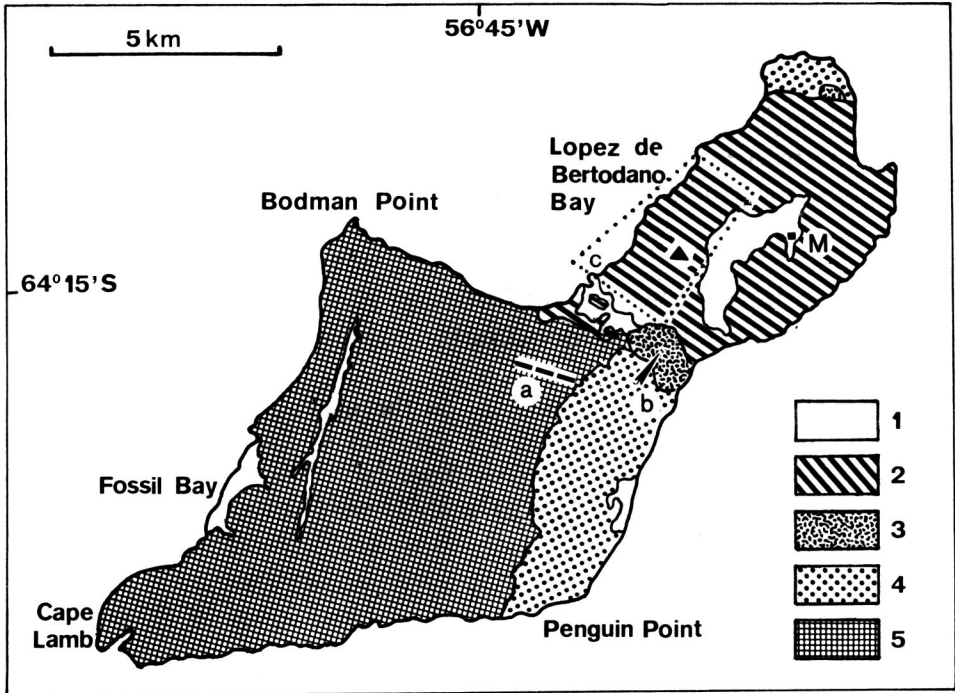 5 km
56°45'W
Lopez de
Bertodano
Bay
Bodman Point
M
64°15'S
c
a
b
1
Fossil Bay
2
3
4
Cape
Lamb
Penguin Point
5